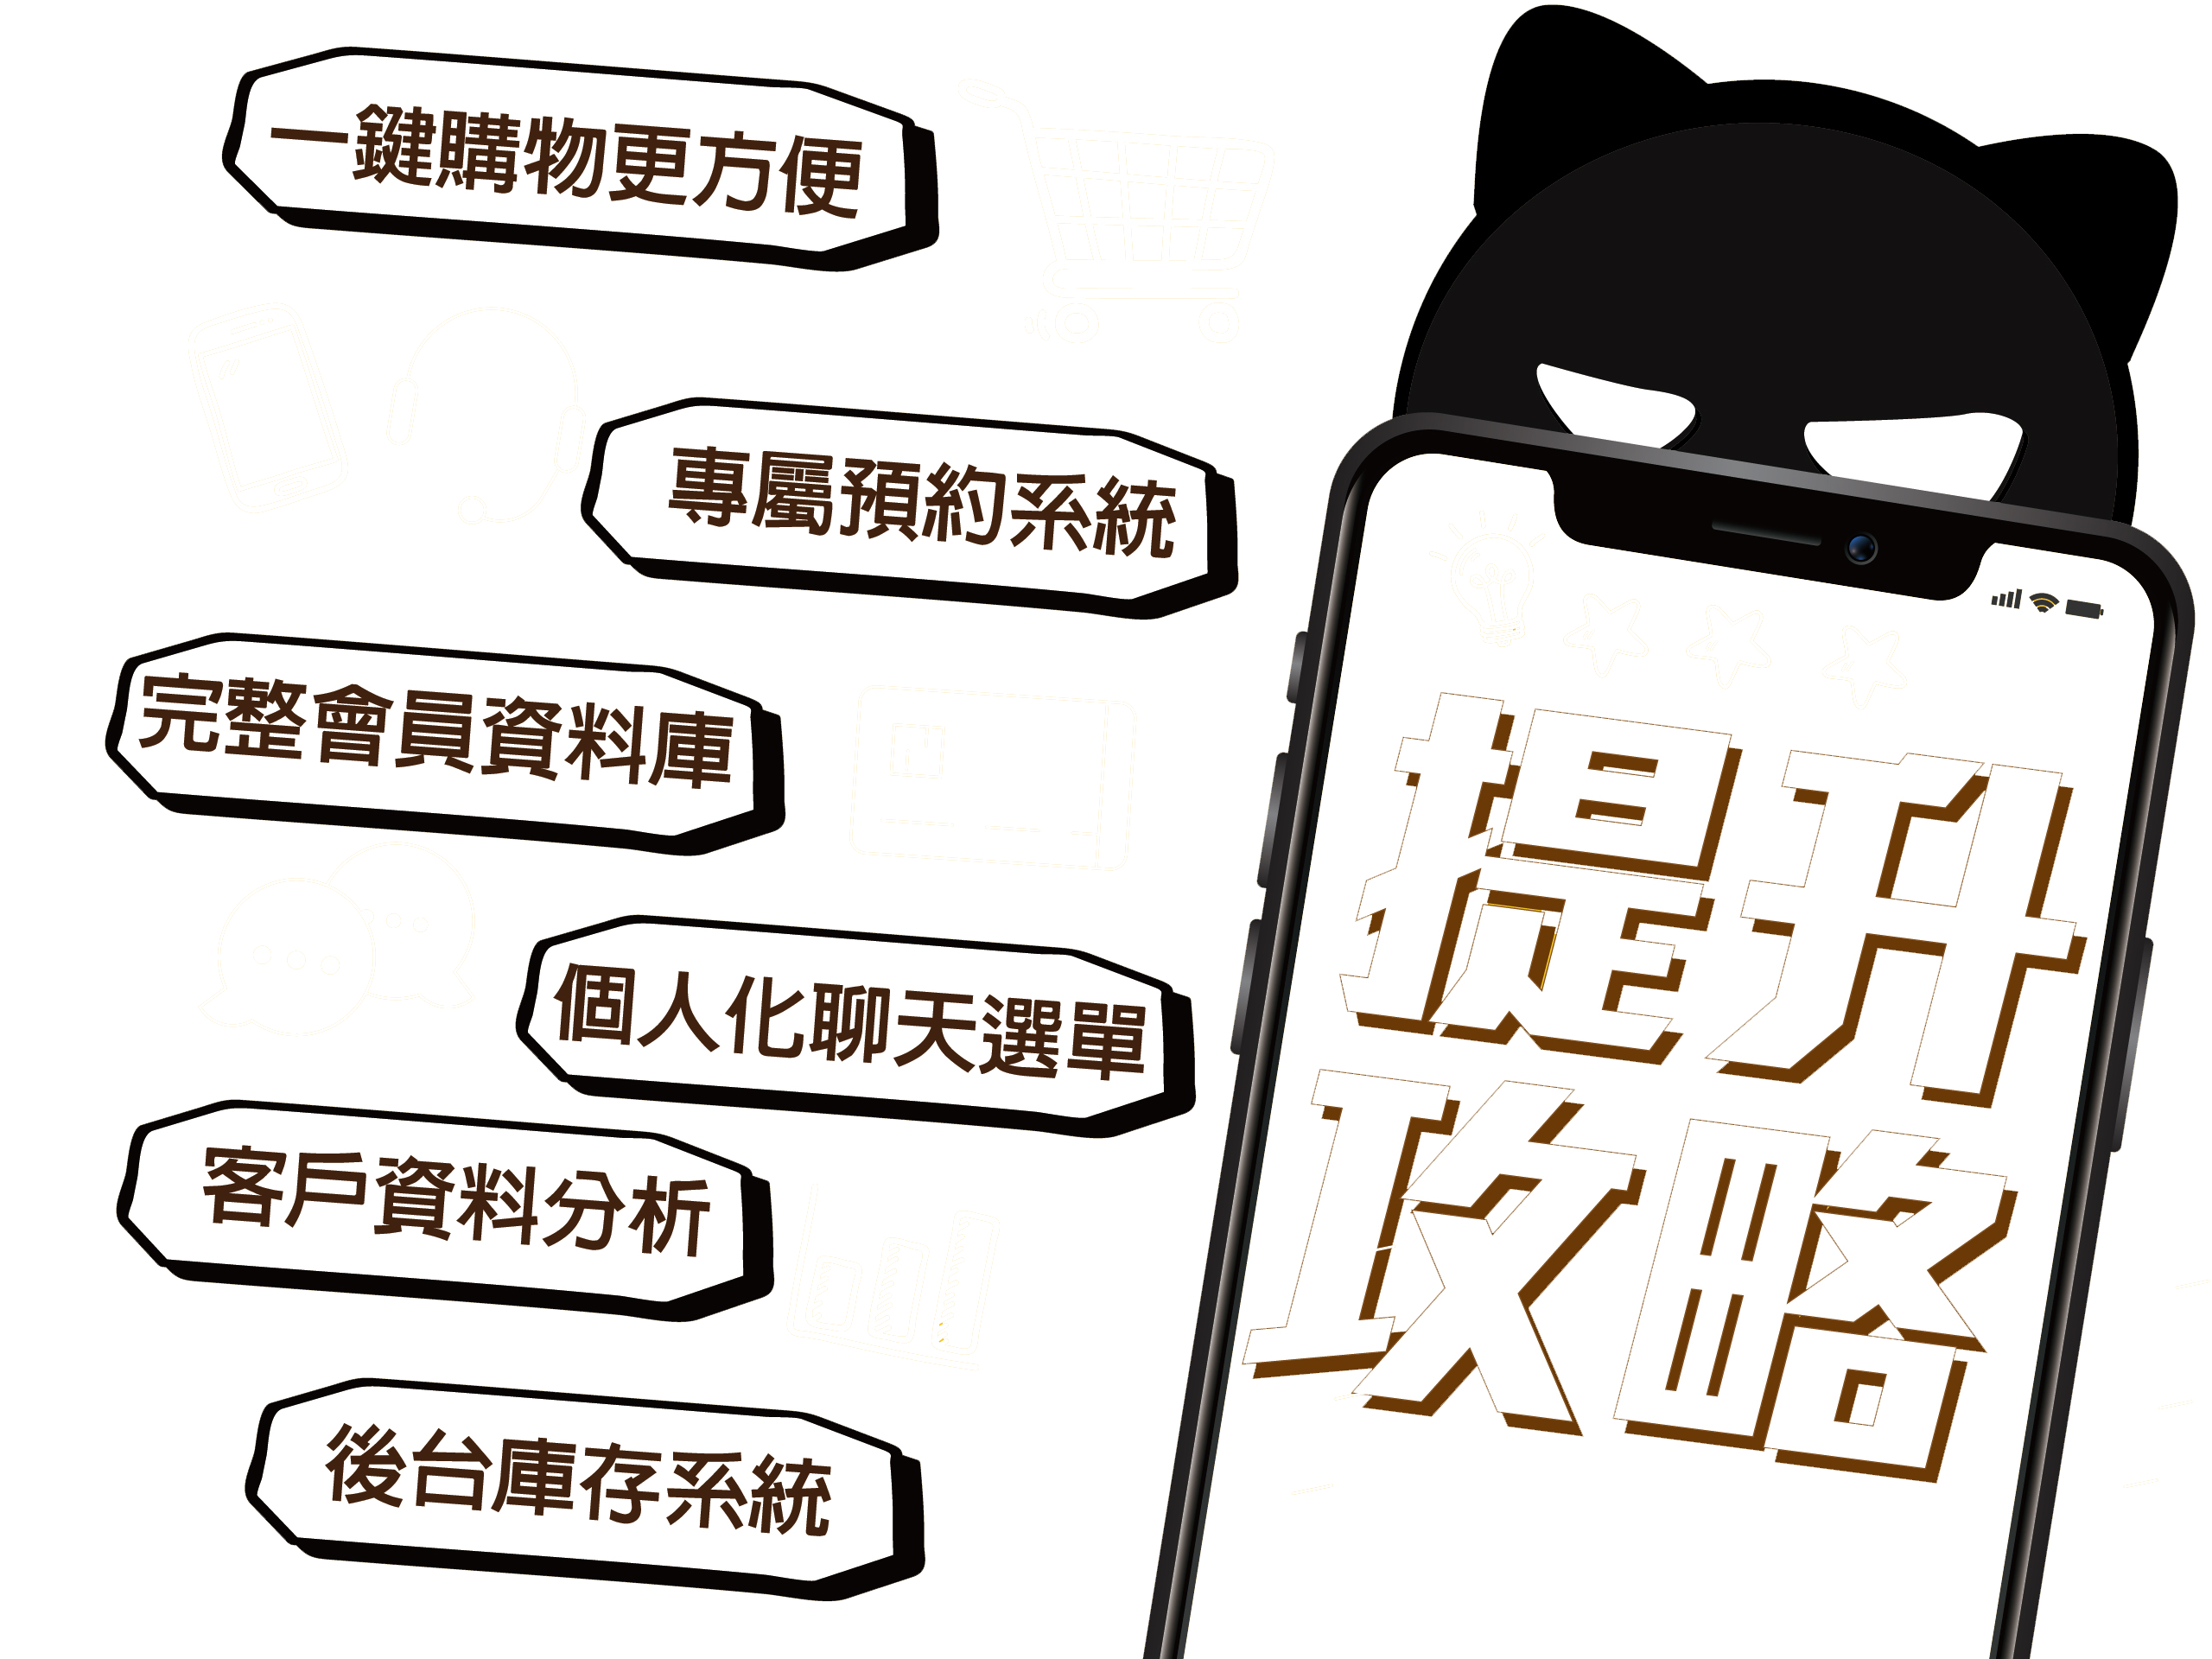 一鍵購物更方便
專屬預約系統
完整會員資料庫
個人化聊天選單
客戶資料分析
後台庫存系統
提升
攻略